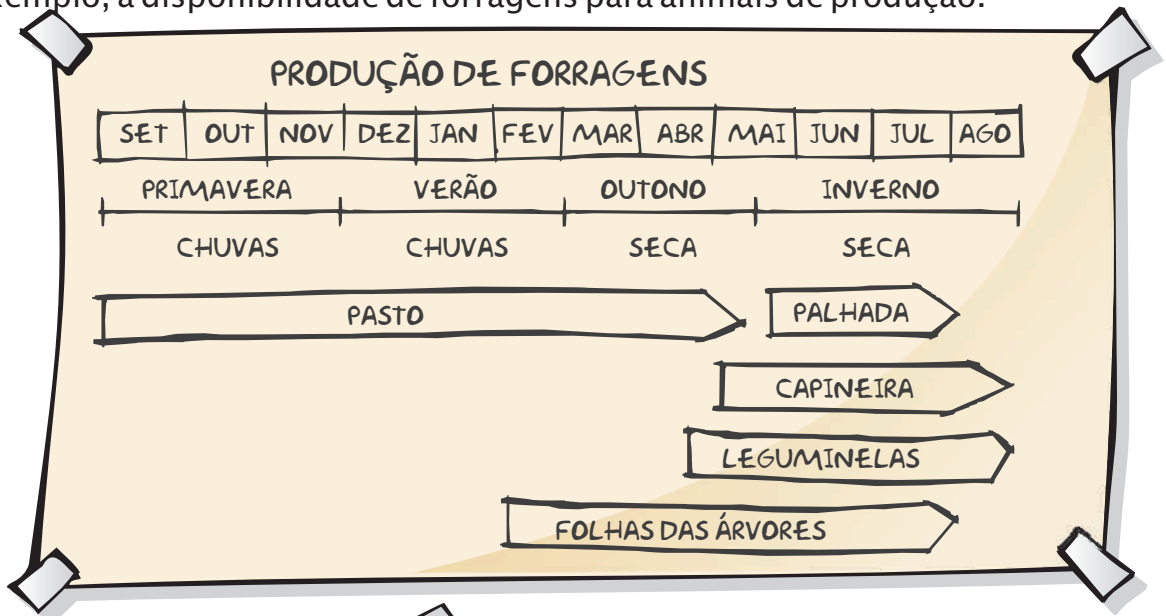 exemplo, a disponibilidade de forragens para animais de produção.
PRODUÇÃO DE FORRAGENS
SET OUT NOV DEZ JAN FEV MAR ABR MAI JUN JUL AGO
PRIMAVERA VERÃO OUTONO INVERNO
CHUVAS CHUVAS SECA SECA
PASTO PALHADA
CAPINEIRA
LEGUMINELAS
FOLHAS DAS ÁRVORES